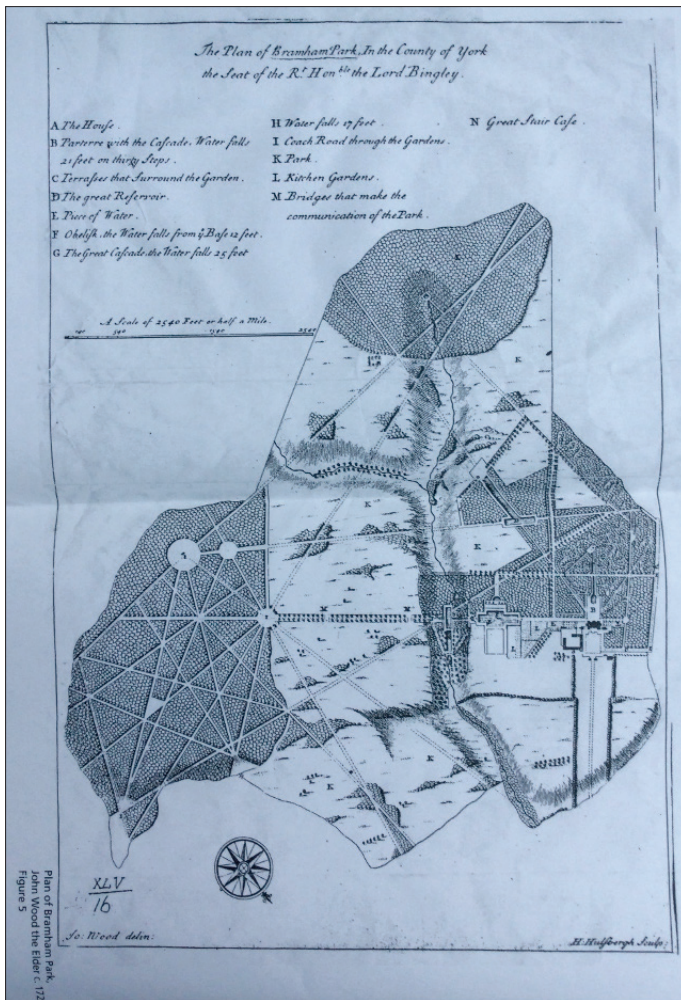 The Plan of Bramham Park, In the County of York
the Seat of the Rt. Honble the Lord Bingley.
A The House.
B Parterre with the Cascade, Water falls
21 feet on thirty Steps.
C Terrasses that Surround the Garden.
D The great Reservoir.
E Piece of Water.
F Obelisk, the Water falls from ye Base 12 feet.
G The Great Cascade, the Water falls 25 feet
H Water falls 17 feet.
I Coach Road through the Gardens.
K Park.
L Kitchen Gardens.
M Bridges that make the
communication of the Park.
N Great Stair Case.
A Scale of 2540 Feet or half a Mile.
K
K
K
K
K
M
M
B
L
L
K
K
XLV
16
Jo: Wood delin:
H. Hulsbergh Sculp:
Plan of Bramham Park,
John Wood the Elder c. 172
Figure 5